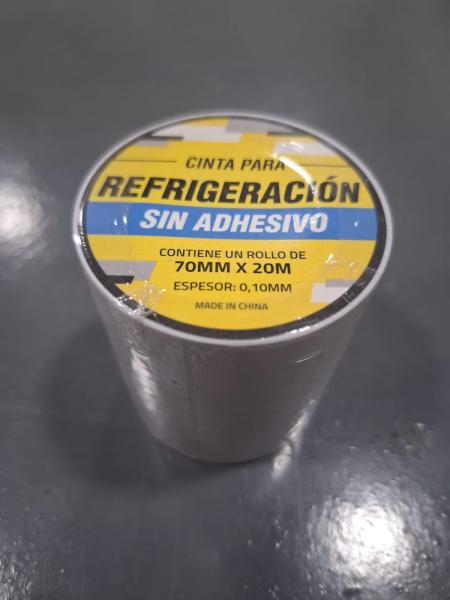 CINTA PARA
REFRIGERACIÓN
SIN ADHESIVO
CONTIENE UN ROLLO DE
70MM X 20M
ESPESOR: 0,10MM
MADE IN CHINA